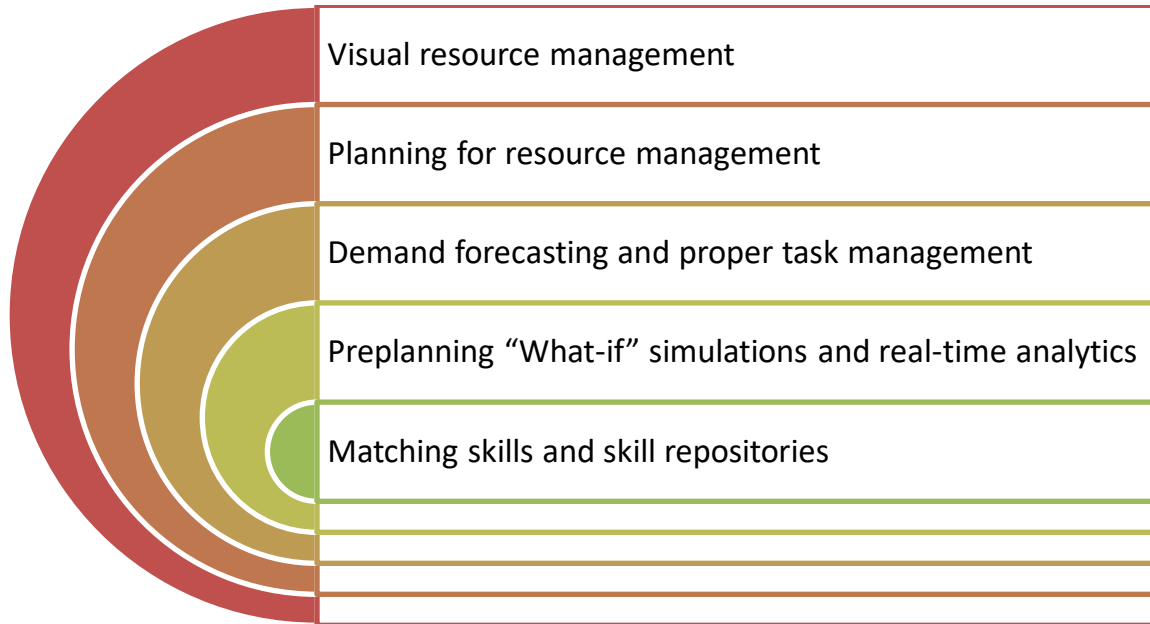 Visual resource management
Planning for resource management
Demand forecasting and proper task management
Preplanning “What-if” simulations and real-time analytics
Matching skills and skill repositories